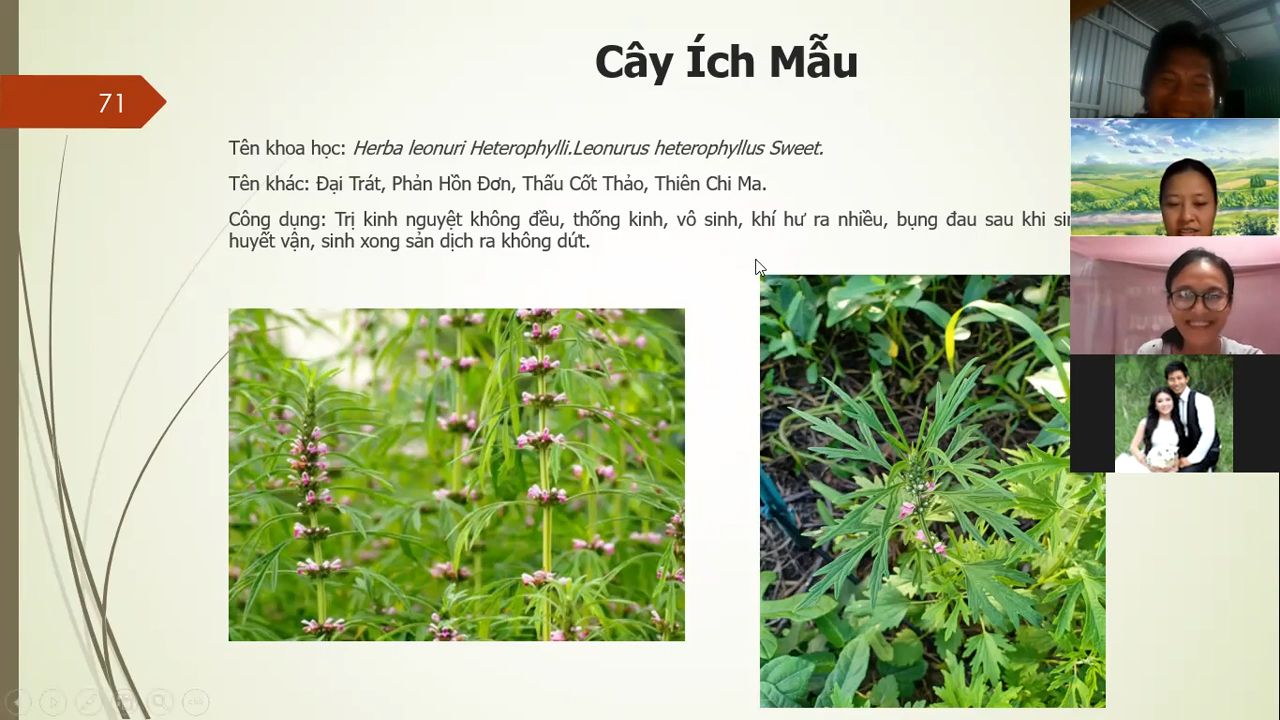 Cây Ích Mẫu
71
Tên khoa học: Herba leonuri Heterophylli.Leonurus heterophyllus Sweet.
Tên khác: Đại Trát, Phản Hồn Đơn, Thấu Cốt Thảo, Thiên Chi Ma.
Công dụng: Trị kinh nguyệt không đều, thống kinh, vô sinh, khí hư ra nhiều, bụng đau sau khi
huyết vận, sinh xong sản dịch ra không dứt.